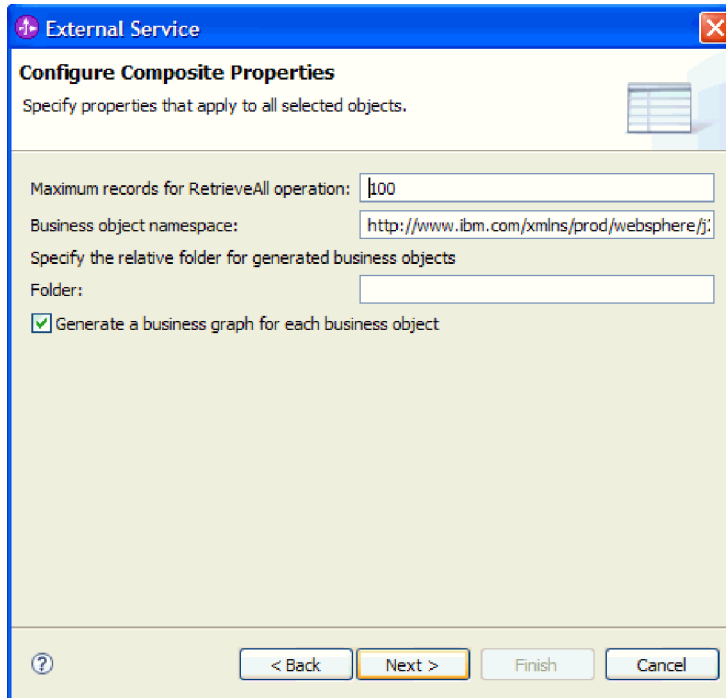 External Service
Configure Composite Properties
Specify properties that apply to all selected objects.
Maximum records for RetrieveAll operation: 100
Business object namespace: http://www.ibm.com/xmlns/prod/websphere/j2
Specify the relative folder for generated business objects
Folder:
Generate a business graph for each business object
< Back Next > Finish Cancel